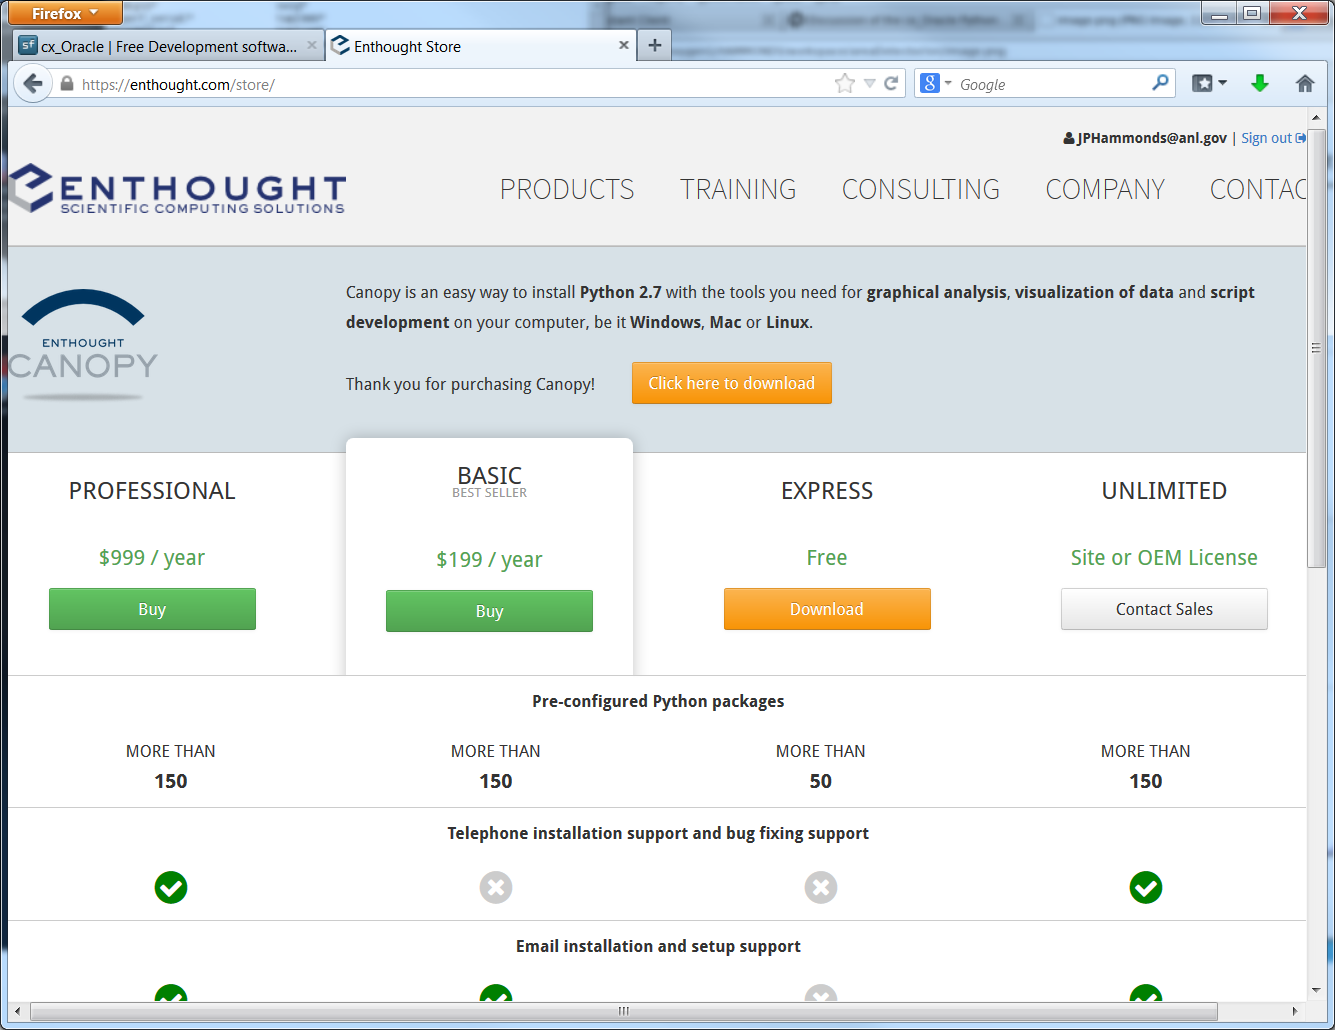 Firefox
cx_Oracle | Free Development softwa...
Enthought Store
https://enthought.com/store/
Google
JPHammonds@anl.gov | Sign out
ENTHOUGHT
SCIENTIFIC COMPUTING SOLUTIONS
PRODUCTS TRAINING CONSULTING COMPANY CONTAC
Canopy is an easy way to install Python 2.7 with the tools you need for graphical analysis, visualization of data and script
development on your computer, be it Windows, Mac or Linux.
ENTHOUGHT
CANOPY
Thank you for purchasing Canopy! Click here to download
PROFESSIONAL
$999 / year
Buy
BASIC
BEST SELLER
$199 / year
Buy
EXPRESS
Free
Download
UNLIMITED
Site or OEM License
Contact Sales
Pre-configured Python packages
MORE THAN MORE THAN MORE THAN MORE THAN
150 150 50 150
Telephone installation support and bug fixing support
Email installation and setup support